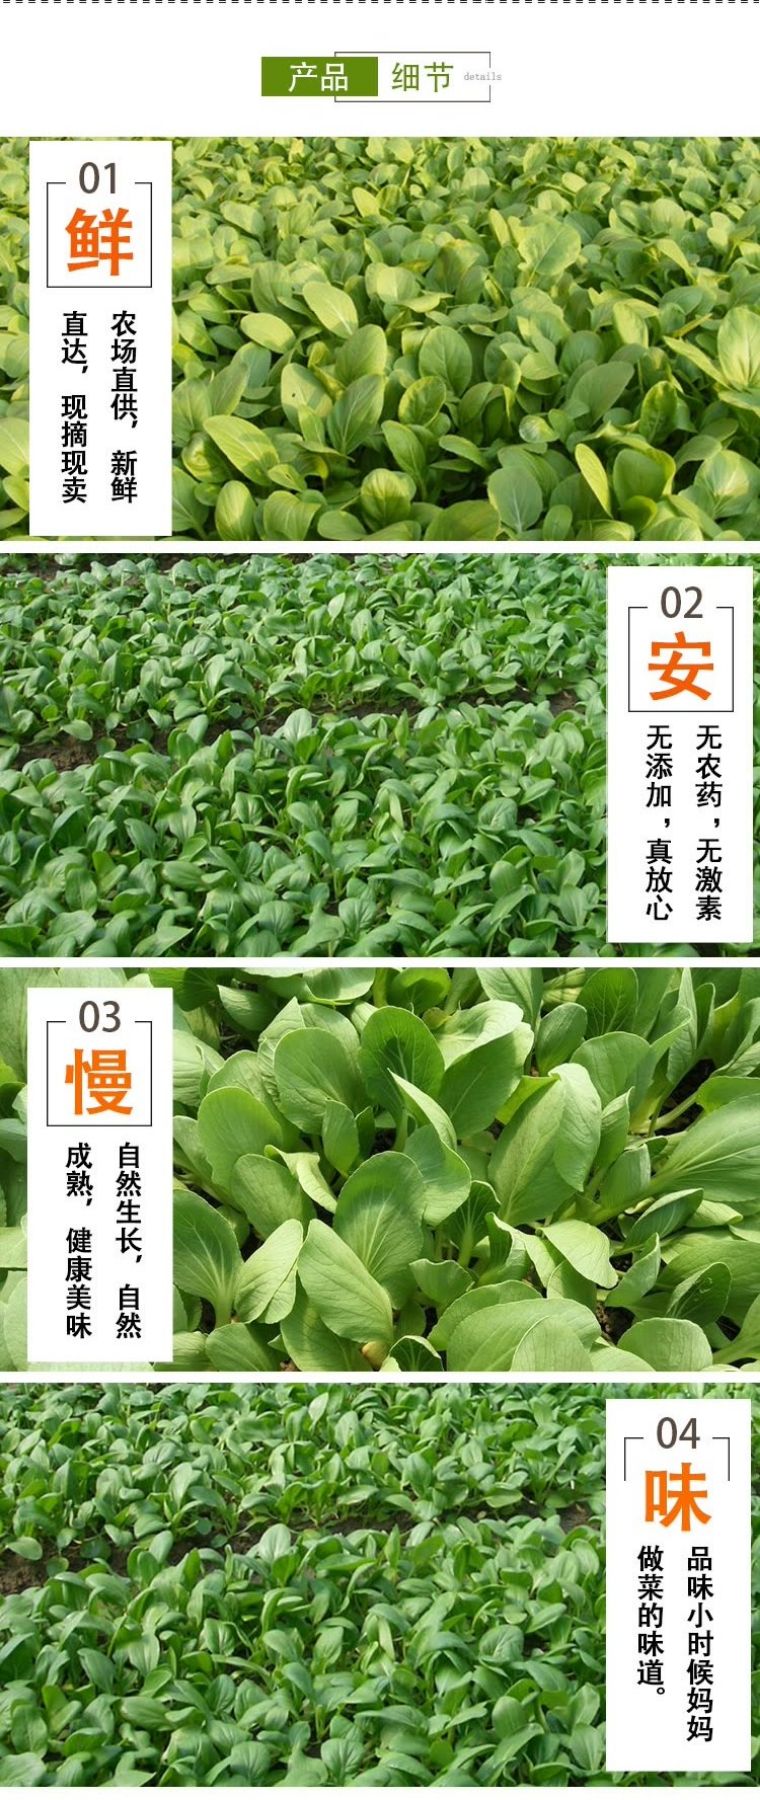 产品 细节 details
01
鲜
农场直供，新鲜
直达，现摘现卖
02
安
无农药，无激素
无添加，真放心
03
慢
自然生长，自然
成熟，健康美味
04
味
品味小时候妈妈
做菜的味道。